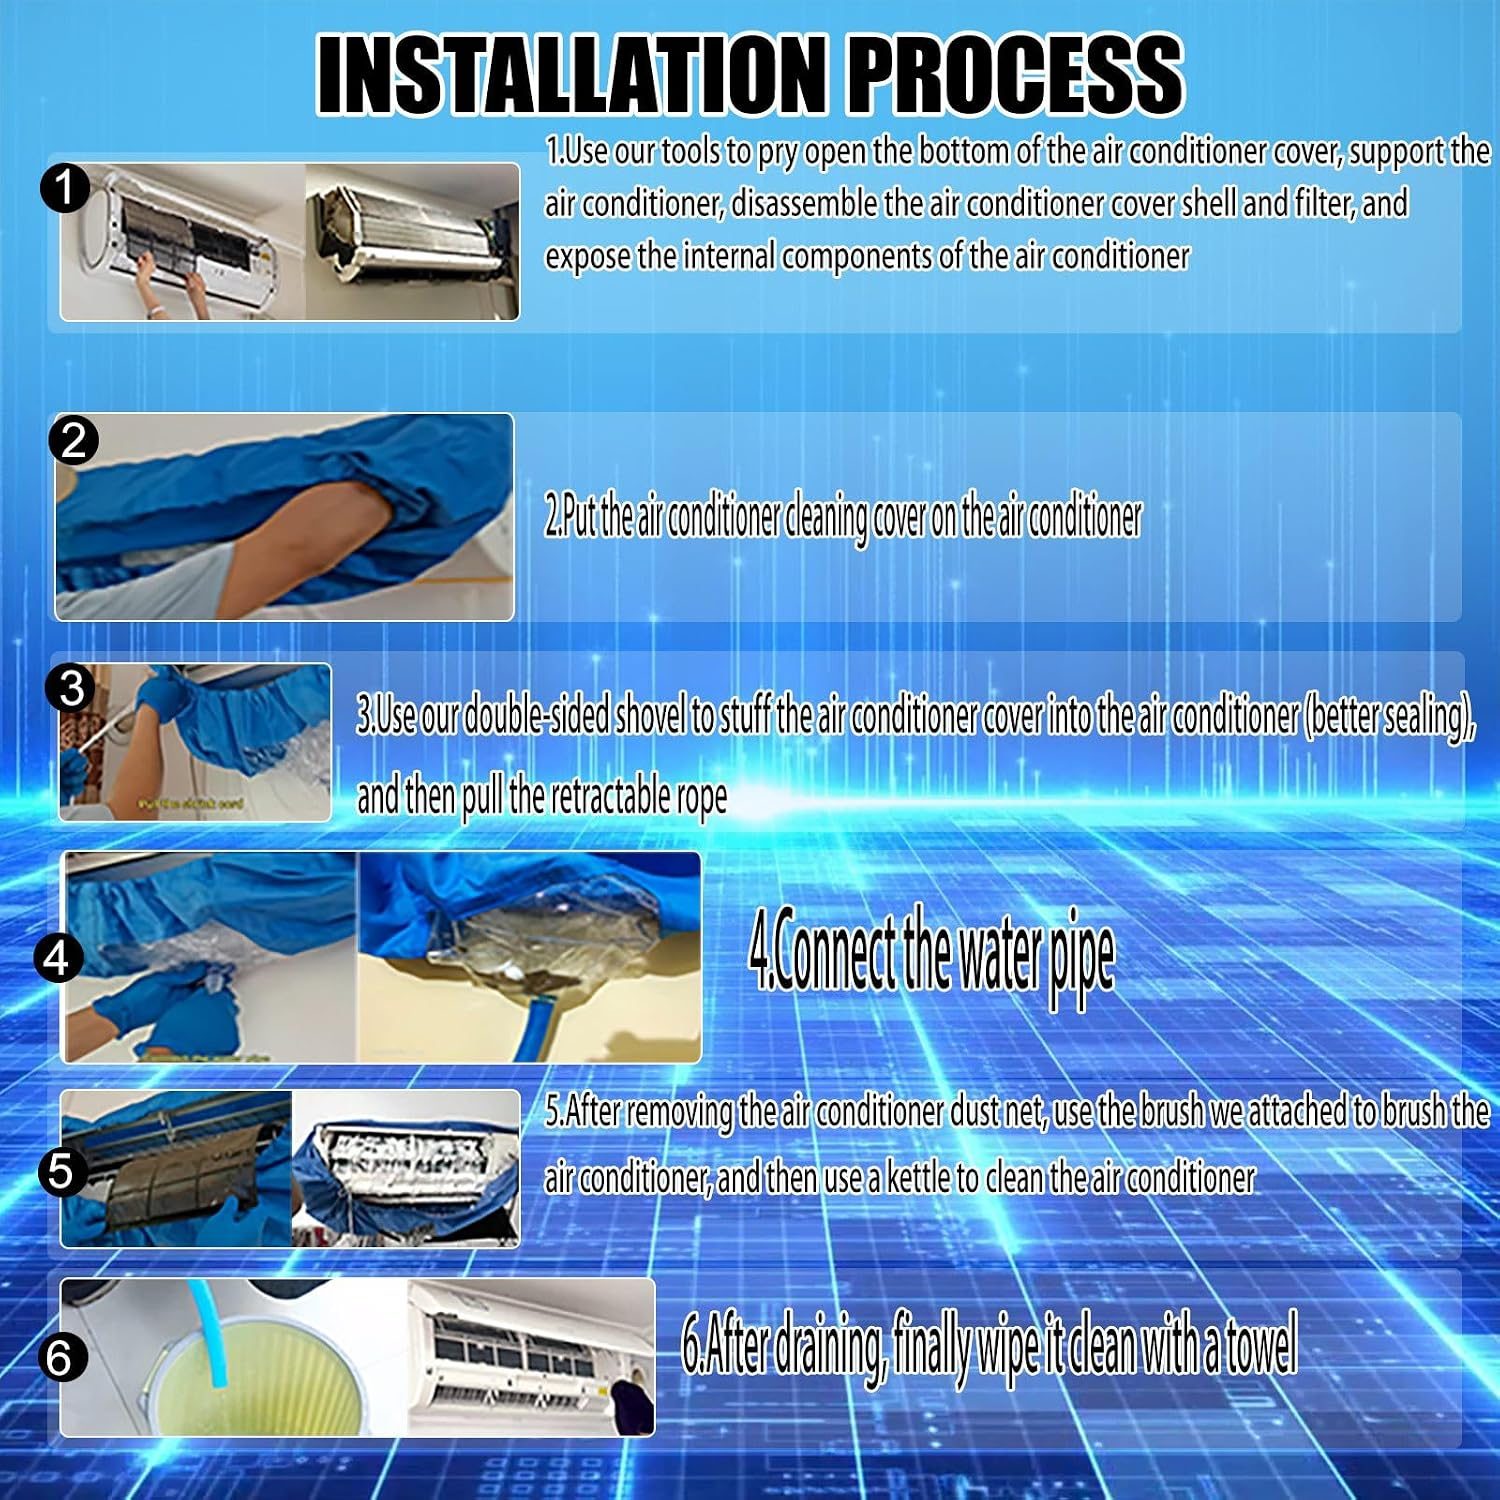 INSTALLATION PROCESS
1
1.Use our tools to pry open the bottom of the air conditioner cover, support the
air conditioner, disassemble the air conditioner cover shell and filter, and
expose the internal components of the air conditioner
2
2.Put the air conditioner cleaning cover on the air conditioner
3
3.Use our double-sided shovel to stuff the air conditioner cover into the air conditioner (better sealing),
and then pull the retractable rope
4
4.Connect the water pipe
5
5.After removing the air conditioner dust net, use the brush we attached to brush the
air conditioner, and then use a kettle to clean the air conditioner
6
6.After draining, finally wipe it clean with a towel